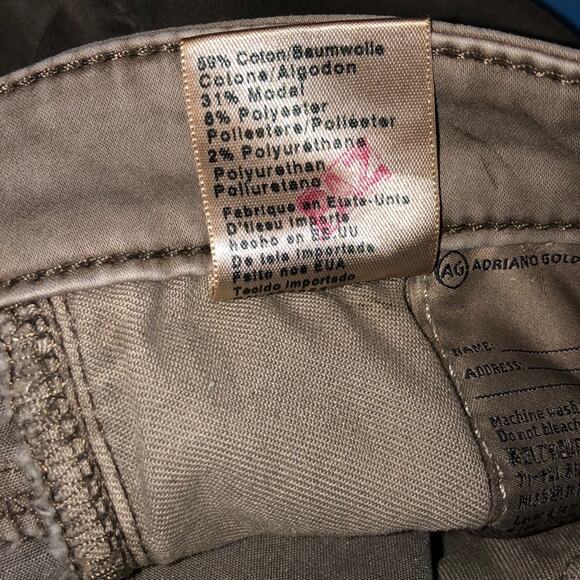 59% Coton/Baumwolle
Cotone/Algodon
31% Modal
8% Polyester
Poliestere/Poliester
2% Polyurethane
Polyurethan
Poliuretano
Fabrique en Etats-Unis
D'tissu importe
hecho en EE UU
De tela importada
Feito nos EUA
Tecido importado
AG ADRIANO GOLD
NAME:
ADDRESS:
Machine wash
Do not bleach